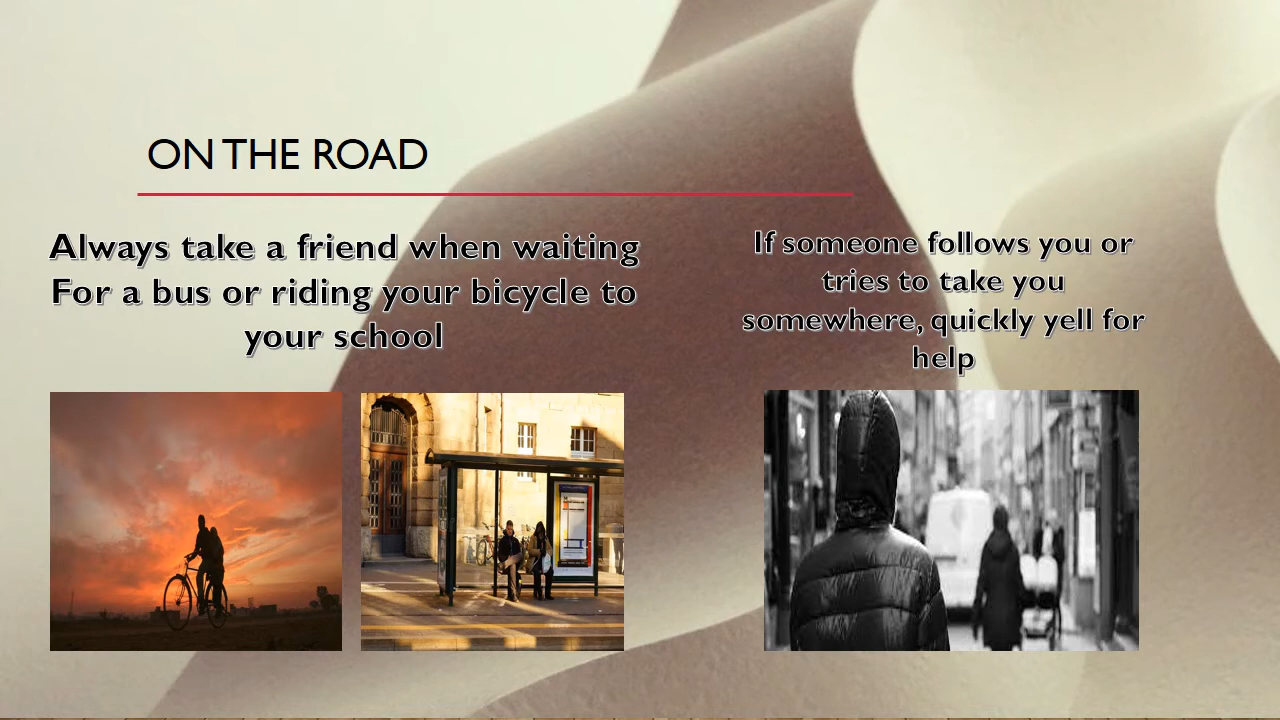 ON THE ROAD
Always take a friend when waiting
For a bus or riding your bicycle to
your school
If someone follows you or
tries to take you
somewhere, quickly yell for
help